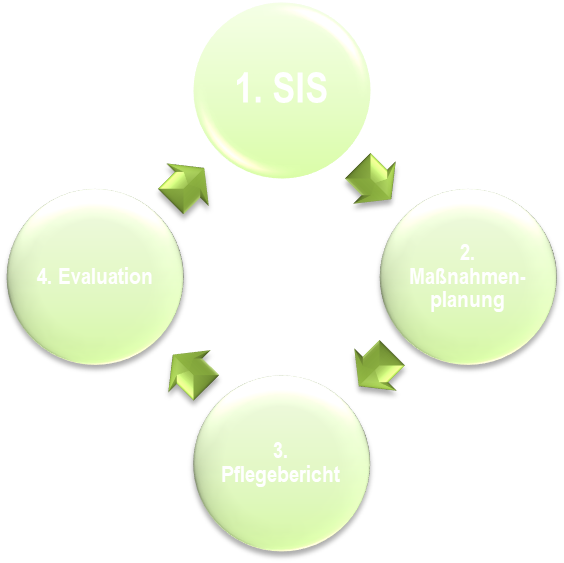 1. SIS
2.
Maßnahmen-
planung
4. Evaluation
3.
Pflegebericht